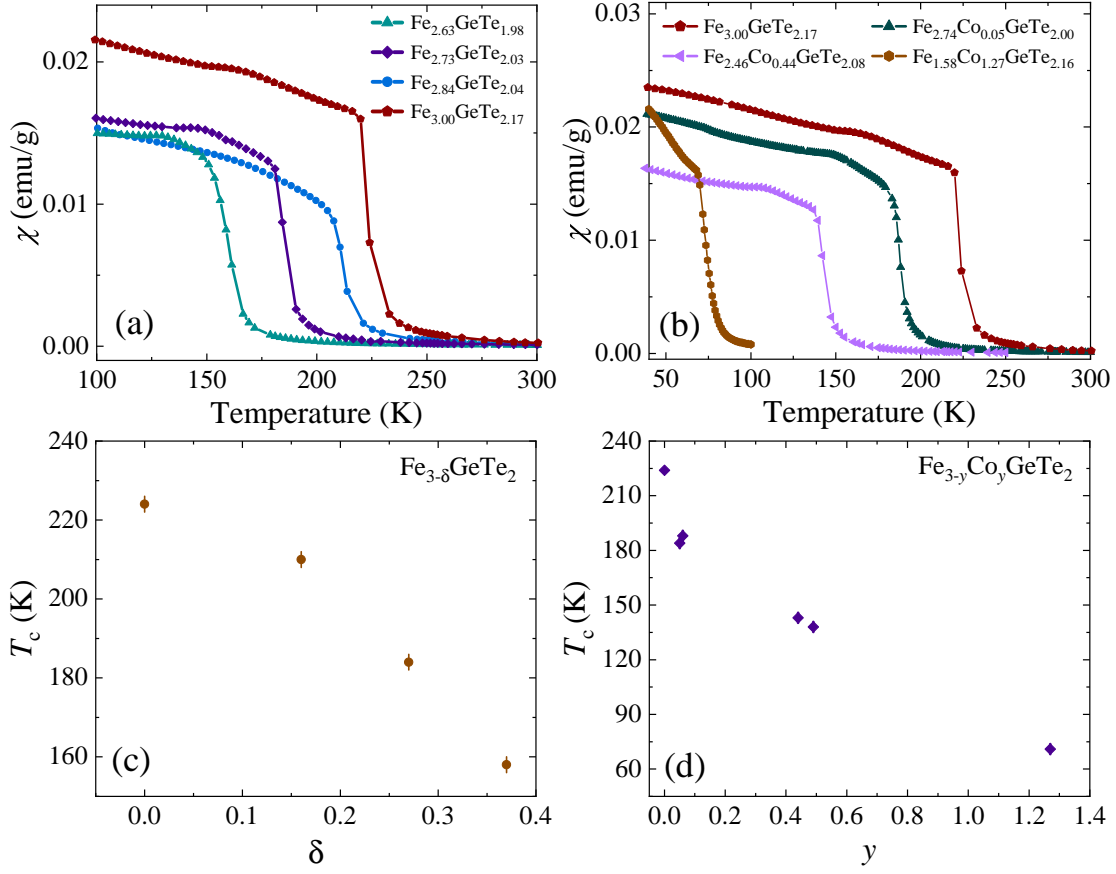 Fe2.63GeTe1.98
Fe2.73GeTe2.03
Fe2.84GeTe2.04
Fe3.00GeTe2.17
0.02
0.01
0.00
χ (emu/g)
(a)
100 150 200 250 300
Temperature (K)
Fe3.00GeTe2.17
Fe2.74Co0.05GeTe2.00
Fe2.46Co0.44GeTe2.08
Fe1.58Co1.27GeTe2.16
0.03
0.02
0.01
0.00
χ (emu/g)
(b)
50 100 150 200 250 300
Temperature (K)
Fe3-δGeTe2
240
220
200
180
160
Tc (K)
(c)
0.0 0.1 0.2 0.3 0.4
δ
Fe3-yCoyGeTe2
240
210
180
150
120
90
60
Tc (K)
(d)
0.0 0.2 0.4 0.6 0.8 1.0 1.2 1.4
y